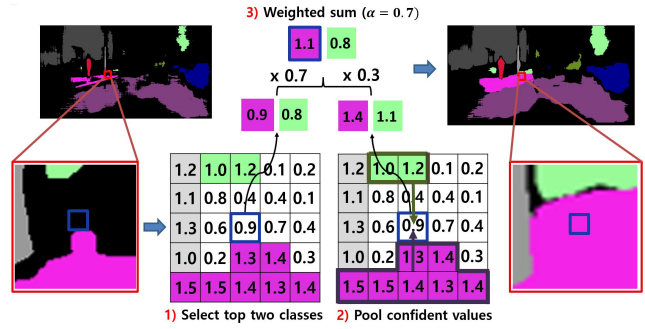 3) Weighted sum (α = 0.7)
1.1 0.8
x 0.7 x 0.3
0.9 0.8 1.4 1.1
1.2 1.0 1.2 0.1 0.2
1.1 0.8 0.4 0.4 0.1
1.3 0.6 0.9 0.7 0.4
1.0 0.2 1.3 1.4 0.3
1.5 1.5 1.4 1.3 1.4
1) Select top two classes
1.2 1.0 1.2 0.1 0.2
1.1 0.8 0.4 0.4 0.1
1.3 0.6 0.9 0.7 0.4
1.0 0.2 1.3 1.4 0.3
1.5 1.5 1.4 1.3 1.4
2) Pool confident values